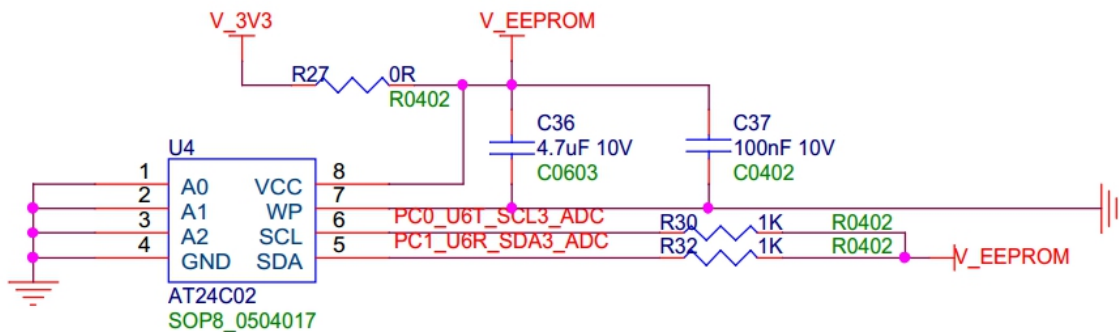 V_3V3
V_EEPROM
R27
0R
R0402
C36
4.7uF 10V
C0603
C37
100nF 10V
C0402
U4
1
A0
VCC
8
2
A1
WP
7
3
A2
SCL
6
4
GND
SDA
5
AT24C02
SOP8_0504017
PC0_U6T_SCL3_ADC
R30
1K
R0402
PC1_U6R_SDA3_ADC
R32
1K
R0402
V_EEPROM